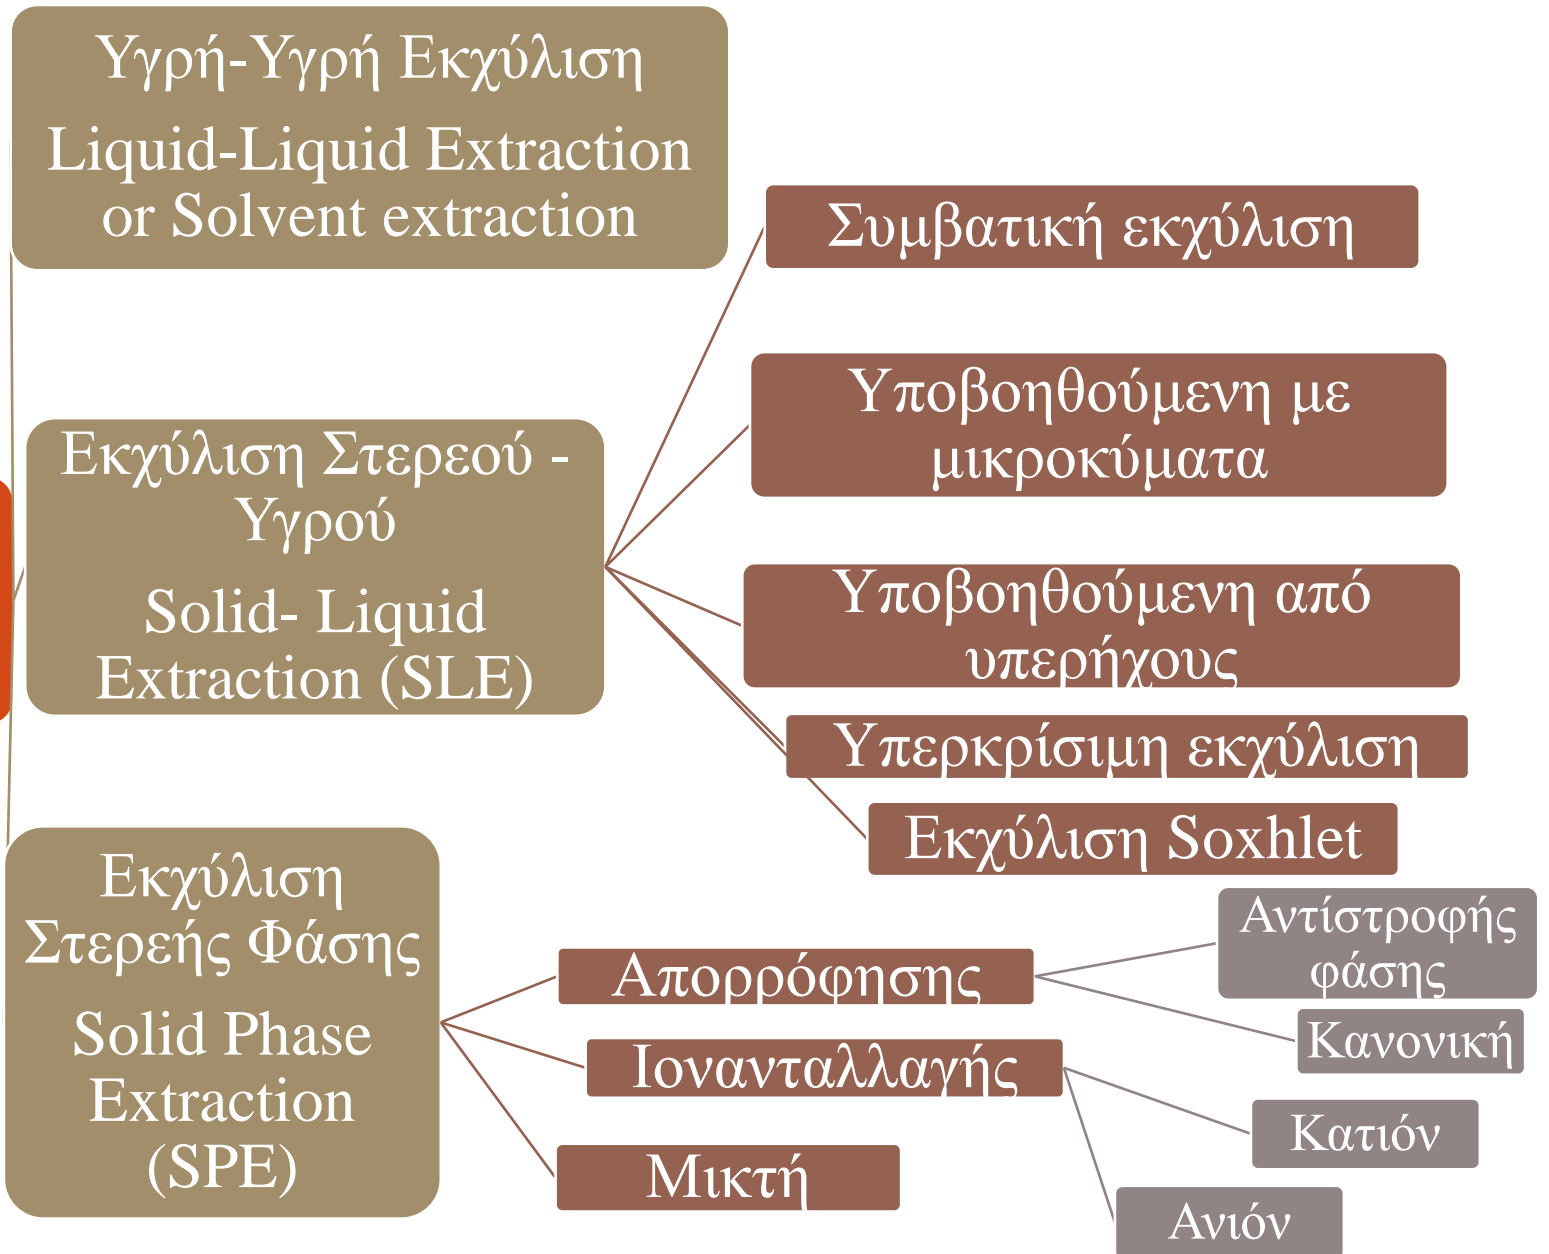 Υγρή-Υγρή Εκχύλιση
Liquid-Liquid Extraction
or Solvent extraction
Εκχύλιση Στερεού -
Υγρού
Solid- Liquid
Extraction (SLE)
Συμβατική εκχύλιση
Υποβοηθούμενη με
μικροκύματα
Υποβοηθούμενη από
υπερήχους
Υπερκρίσιμη εκχύλιση
Εκχύλιση Soxhlet
Εκχύλιση
Στερεής Φάσης
Solid Phase
Extraction
(SPE)
Απορρόφησης
Αντίστροφής
φάσης
Κανονική
Ιονανταλλαγής
Κατιόν
Ανιόν
Μικτή